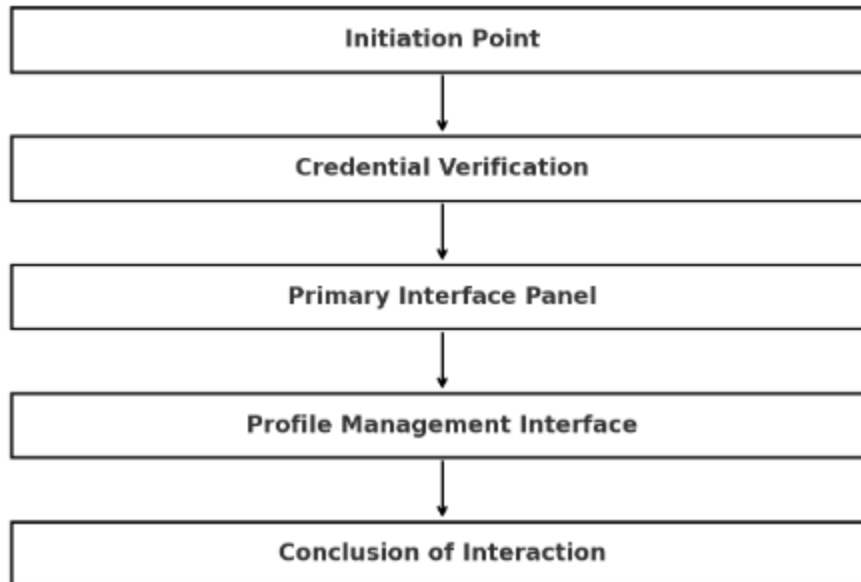 Initiation Point
Credential Verification
Primary Interface Panel
Profile Management Interface
Conclusion of Interaction